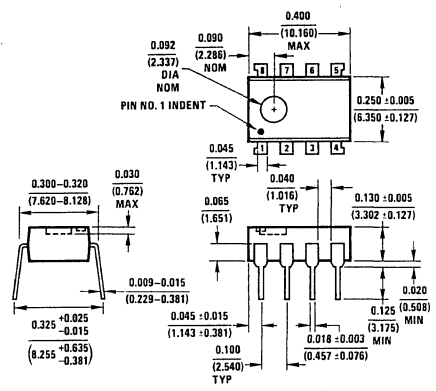 0.400
(10.160)
MAX
0.090
(2.286)
NOM
0.092
(2.337)
DIA
NOM
PIN NO. 1 INDENT
8 7 6 5
1 2 3 4
0.250 ±0.005
(6.350 ±0.127)
0.045
(1.143)
TYP
0.040
(1.016)
TYP
0.030
(0.762)
MAX
0.300–0.320
(7.620–8.128)
0.065
(1.651)
0.130 ±0.005
(3.302 ±0.127)
0.009–0.015
(0.229–0.381)
0.020
(0.508)
MIN
0.125
(3.175)
MIN
0.325 +0.025
–0.015
(8.255 +0.635
–0.381)
0.045 ±0.015
(1.143 ±0.381)
0.100
(2.540)
TYP
0.018 ±0.003
(0.457 ±0.076)